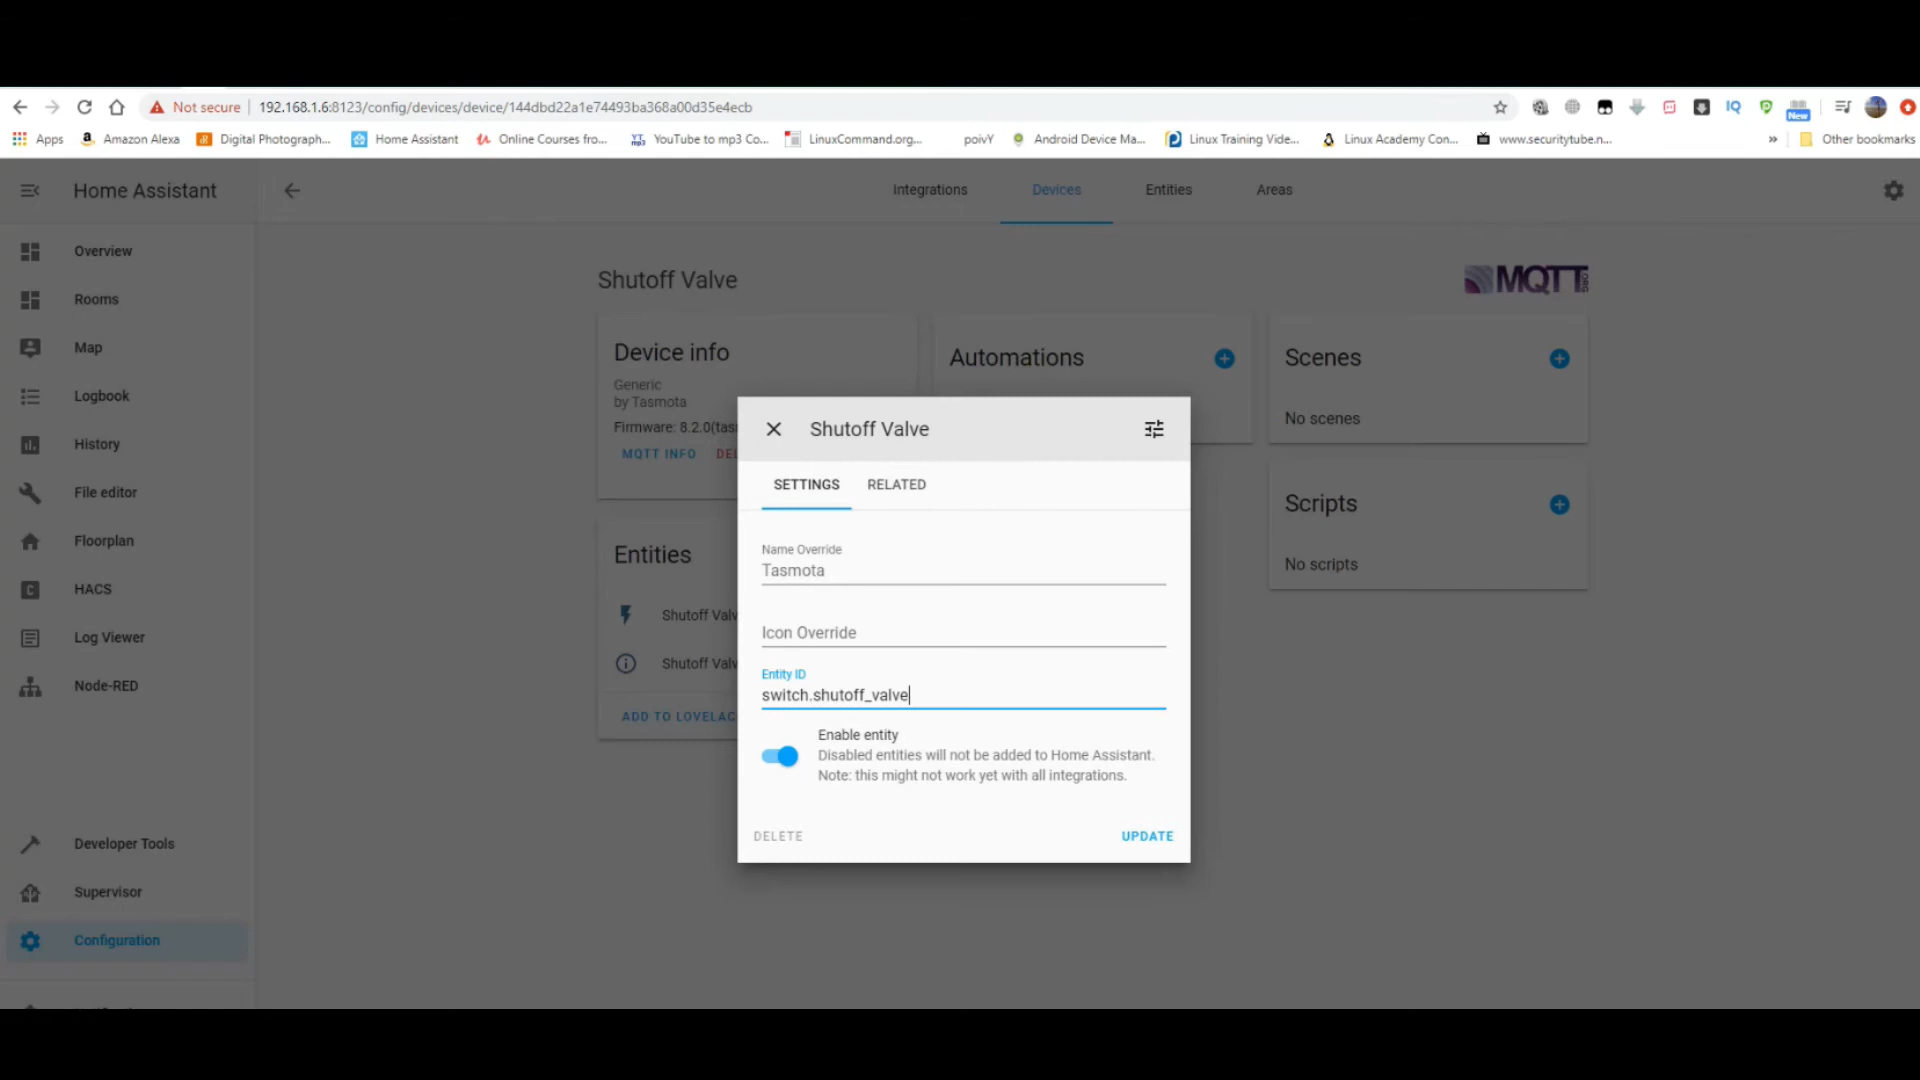 Not secure 192.168.1.6:8123/config/devices/device/144dbd22a1e74493ba368a00d35e4ecb
IQ
New
Apps Amazon Alexa Digital Photograph... Home Assistant Online Courses fro... YouTube to mp3 Co... LinuxCommand.org... poivY Android Device Ma... Linux Training Vide... Linux Academy Con... www.securitytube.n... » Other bookmarks
Home Assistant
Integrations Devices Entities Areas
Overview
Rooms
Map
Logbook
History
File editor
Floorplan
HACS
Log Viewer
Node-RED
Developer Tools
Supervisor
Configuration
Shutoff Valve
MQTT.ORG
Device info
Generic
by Tasmota
Firmware: 8.2.0(tas
MQTT INFO DEL
Automations
Scenes
No scenes
Scripts
No scripts
Entities
Shutoff Valv
Shutoff Valv
ADD TO LOVELAC
Shutoff Valve
SETTINGS RELATED
Name Override
Tasmota
Icon Override
Entity ID
switch.shutoff_valve
Enable entity
Disabled entities will not be added to Home Assistant.
Note: this might not work yet with all integrations.
DELETE UPDATE